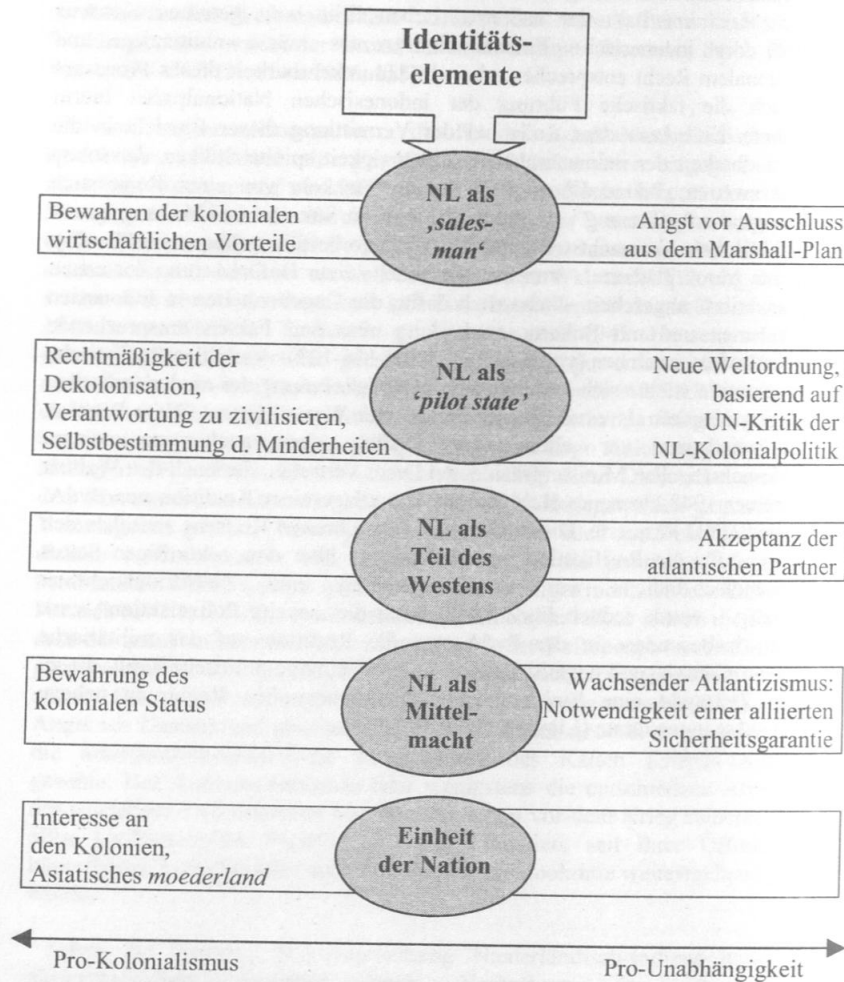 Identitäts-
elemente
NL als
‚sales-
man‘
Bewahren der kolonialen
wirtschaftlichen Vorteile
Angst vor Ausschluss
aus dem Marshall-Plan
NL als
‘pilot state’
Rechtmäßigkeit der
Dekolonisation,
Verantwortung zu zivilisieren,
Selbstbestimmung d. Minderheiten
Neue Weltordnung,
basierend auf
UN-Kritik der
NL-Kolonialpolitik
NL als
Teil des
Westens
Akzeptanz der
atlantischen Partner
NL als
Mittel-
macht
Bewahrung des
kolonialen Status
Wachsender Atlantizismus:
Notwendigkeit einer alliierten
Sicherheitsgarantie
Einheit
der Nation
Interesse an
den Kolonien,
Asiatisches moederland
Pro-Kolonialismus
Pro-Unabhängigkeit